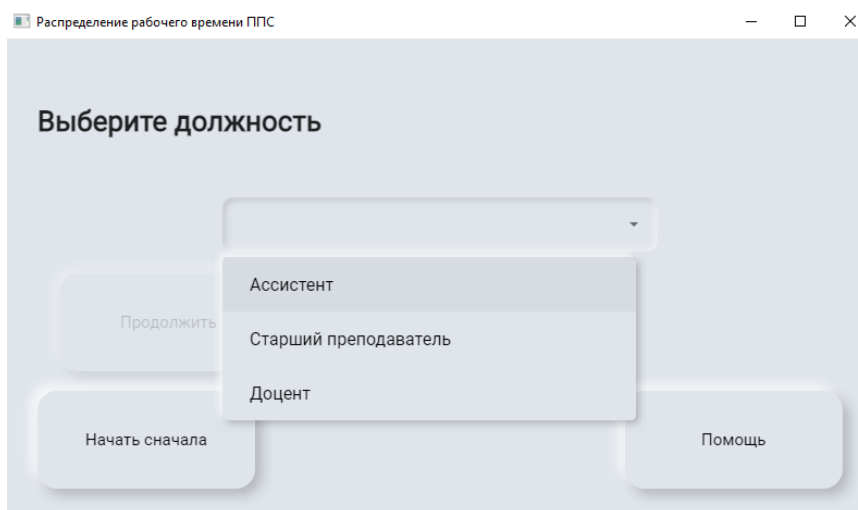 Распределение рабочего времени ППС
Выберите должность
Ассистент
Продолжить
Старший преподаватель
Доцент
Начать сначала
Помощь